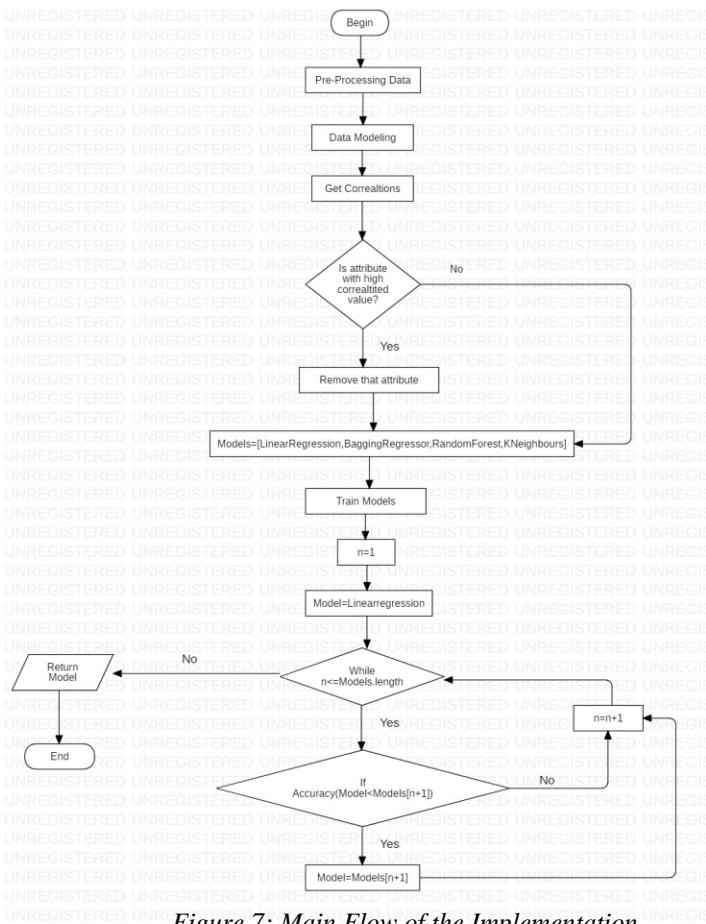 Begin
Pre-Processing Data
Data Modeling
Get Correaltions
Is attribute
with high
correaltited
value?
No
Yes
Remove that attribute
Models=[LinearRegression,BaggingRegressor,RandomForest,KNeighbours]
Train Models
n=1
Model=Linearregression
While
n<=Models.length
No
Return
Model
End
Yes
n=n+1
If
Accuracy(Model<Models[n+1])
No
Yes
Model=Models[n+1]
Figure 7: Main Flow of the Implementation